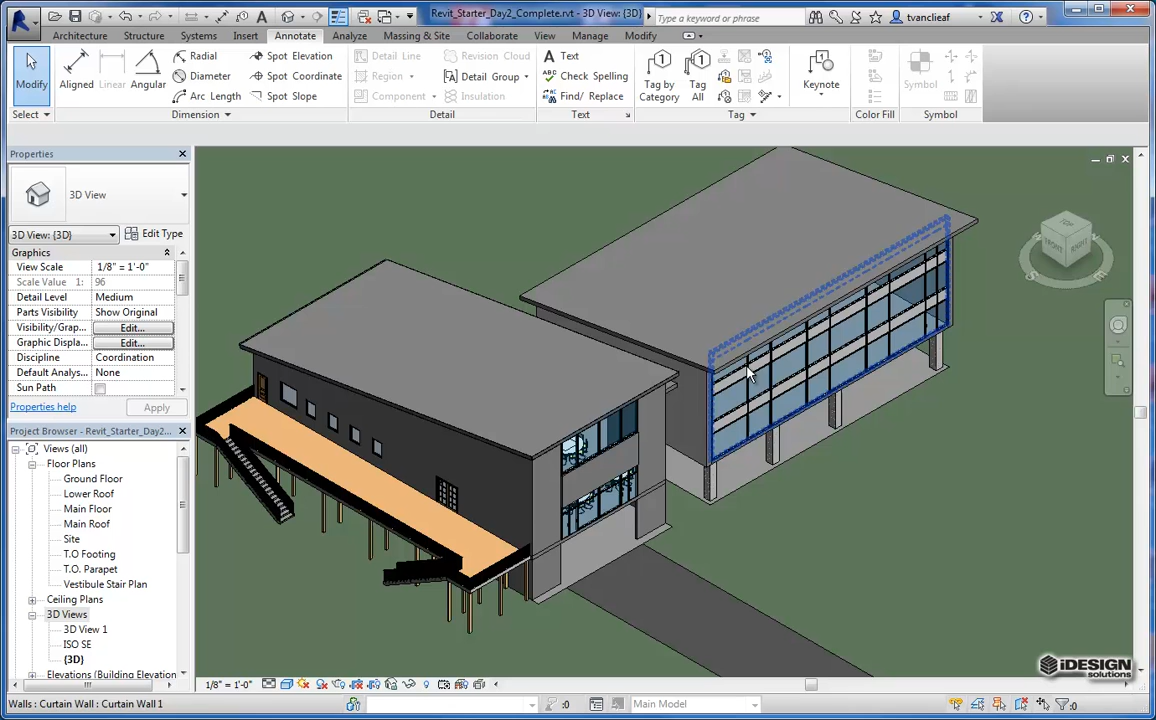 Revit_Starter_Day2_Complete.rvt - 3D View: {3D}
Type a keyword or phrase
tvanclief
Architecture Structure Systems Insert Annotate Analyze Massing & Site Collaborate View Manage Modify
Modify
Select
Aligned
Linear
Angular
Radial
Diameter
Arc Length
Spot Elevation
Spot Coordinate
Spot Slope
Dimension
Detail Line
Region
Component
Revision Cloud
Detail Group
Insulation
Detail
Text
Check Spelling
Find/ Replace
Text
Tag by
Category
Tag
All
Tag
Keynote
Color Fill
Symbol
Symbol
Properties
3D View
3D View: {3D}
Edit Type
Graphics
View Scale 1/8" = 1'-0"
Scale Value 1: 96
Detail Level Medium
Parts Visibility Show Original
Visibility/Grap... Edit...
Graphic Displa... Edit...
Discipline Coordination
Default Analys... None
Sun Path
Properties help
Apply
Project Browser - Revit_Starter_Day2...
Views (all)
Floor Plans
Ground Floor
Lower Roof
Main Floor
Main Roof
Site
T.O Footing
T.O. Parapet
Vestibule Stair Plan
Ceiling Plans
3D Views
3D View 1
ISO SE
{3D}
Elevations (Building Elevation)
TOP
FRONT
RIGHT
S
E
1/8" = 1'-0"
iDESIGN
solutions
Walls : Curtain Wall : Curtain Wall 1
:0
Main Model
:0